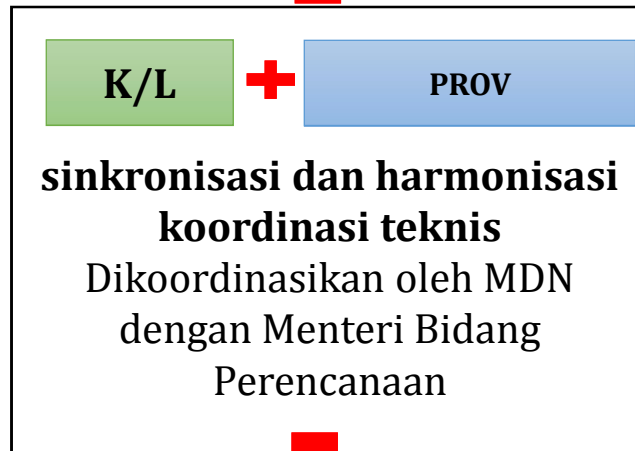 K/L PROV
sinkronisasi dan harmonisasi
koordinasi teknis
Dikoordinasikan oleh MDN
dengan Menteri Bidang
Perencanaan